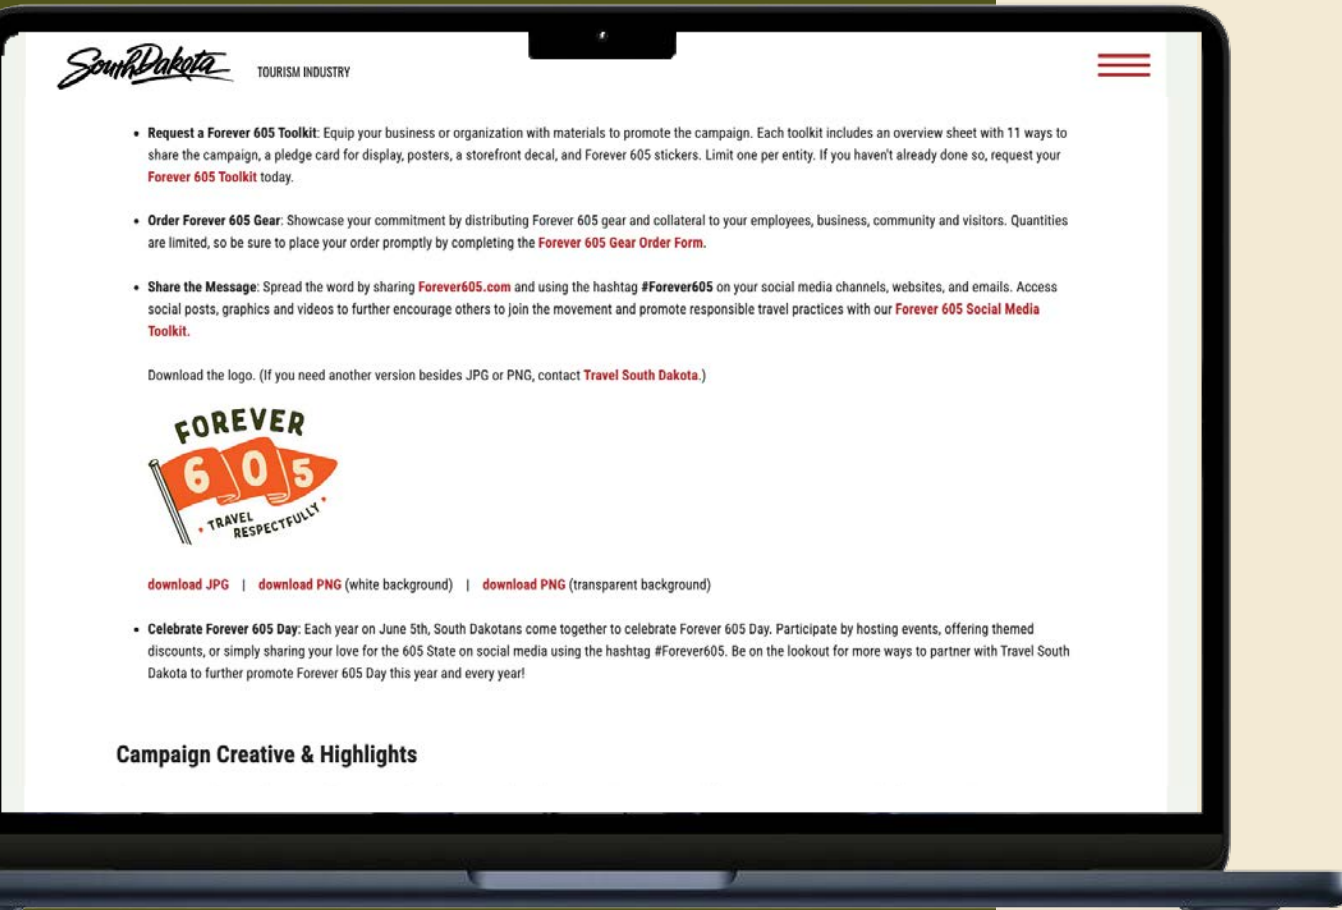 South Dakota TOURISM INDUSTRY
• Request a Forever 605 Toolkit: Equip your business or organization with materials to promote the campaign. Each toolkit includes an overview sheet with 11 ways to
share the campaign, a pledge card for display, posters, a storefront decal, and Forever 605 stickers. Limit one per entity. If you haven't already done so, request your
Forever 605 Toolkit today.
• Order Forever 605 Gear: Showcase your commitment by distributing Forever 605 gear and collateral to your employees, business, community and visitors. Quantities
are limited, so be sure to place your order promptly by completing the Forever 605 Gear Order Form.
• Share the Message: Spread the word by sharing Forever605.com and using the hashtag #Forever605 on your social media channels, websites, and emails. Access
social posts, graphics and videos to further encourage others to join the movement and promote responsible travel practices with our Forever 605 Social Media
Toolkit.
Download the logo. (If you need another version besides JPG or PNG, contact Travel South Dakota.)
FOREVER
605
• TRAVEL
RESPECTFULLY •
download JPG | download PNG (white background) | download PNG (transparent background)
• Celebrate Forever 605 Day: Each year on June 5th, South Dakotans come together to celebrate Forever 605 Day. Participate by hosting events, offering themed
discounts, or simply sharing your love for the 605 State on social media using the hashtag #Forever605. Be on the lookout for more ways to partner with Travel South
Dakota to further promote Forever 605 Day this year and every year!
Campaign Creative & Highlights